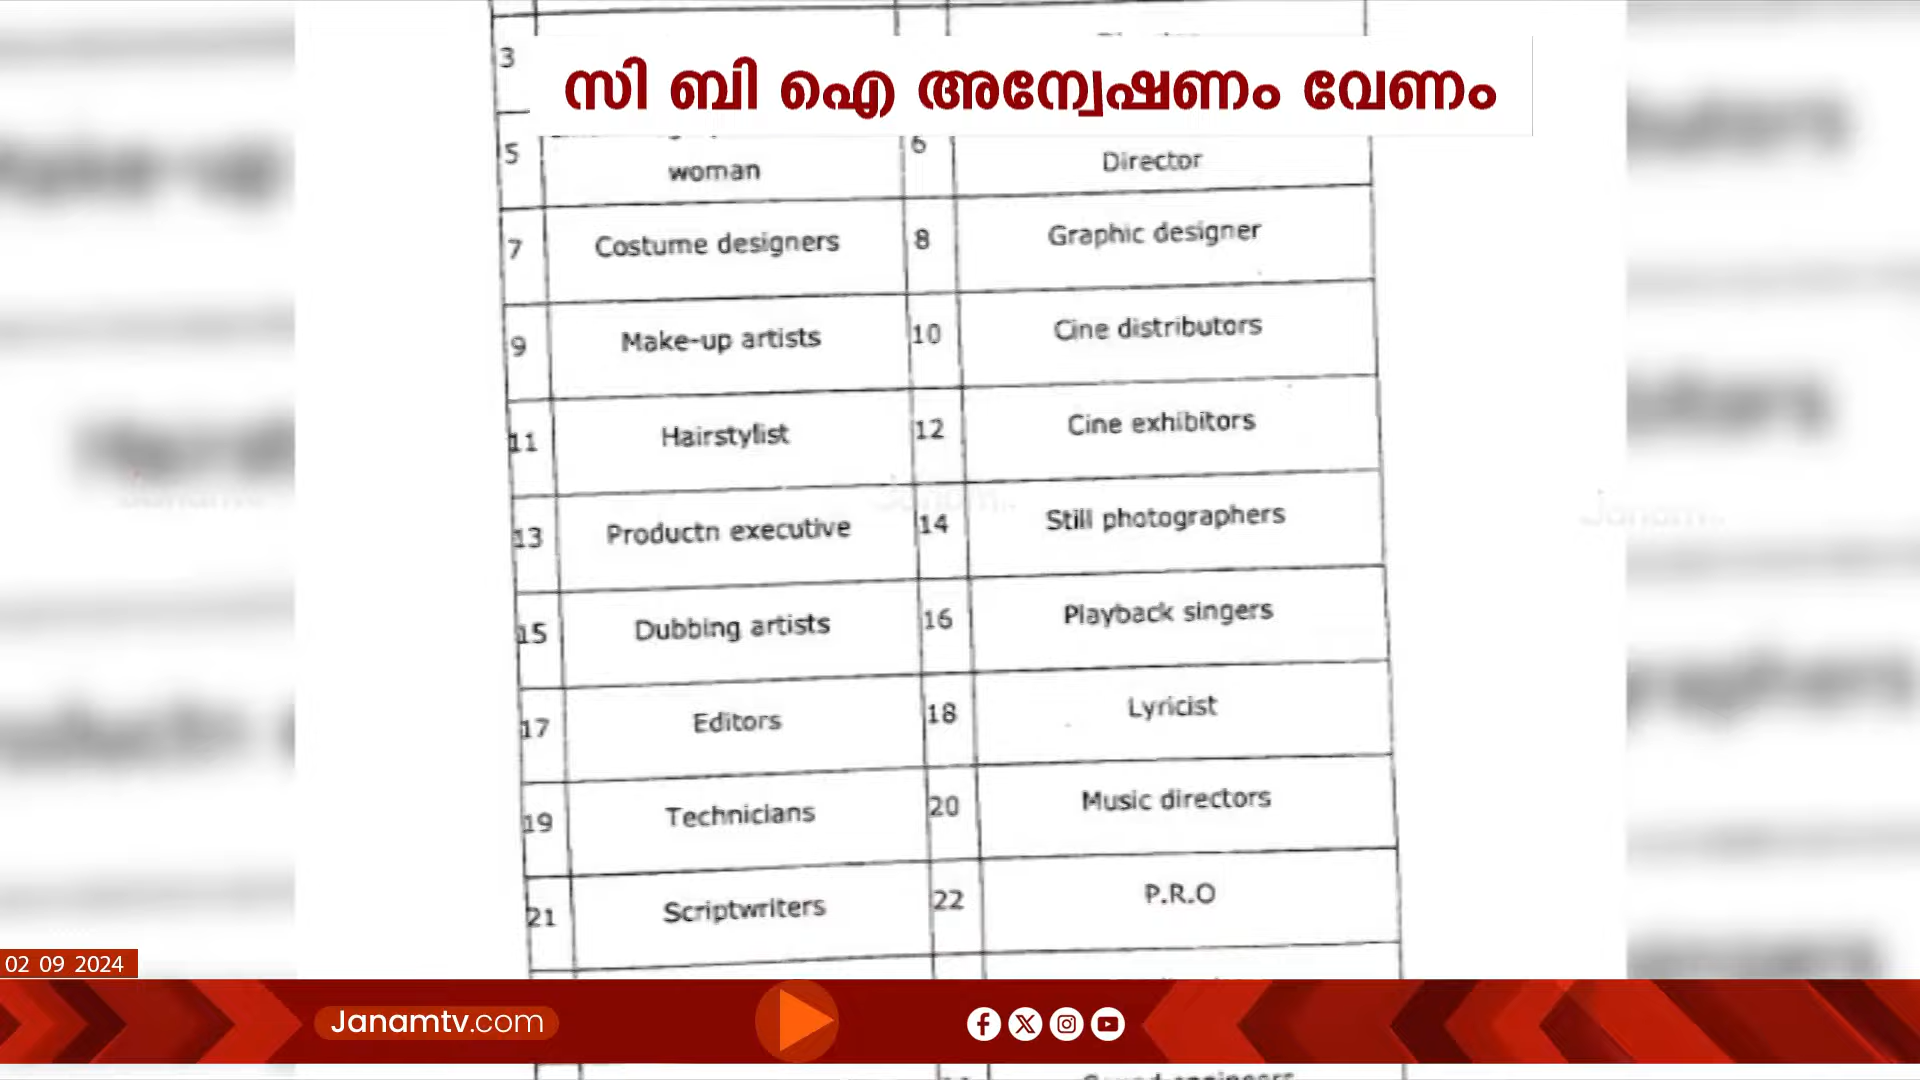 3
സി ബി ഐ അന്വേഷണം വേണം
5 woman 6 Director
7 Costume designers 8 Graphic designer
9 Make-up artists 10 Cine distributors
11 Hairstylist 12 Cine exhibitors
13 Productn executive 14 Still photographers
15 Dubbing artists 16 Playback singers
17 Editors 18 Lyricist
19 Technicians 20 Music directors
21 Scriptwriters 22 P.R.O
02 09 2024
Janamtv.com